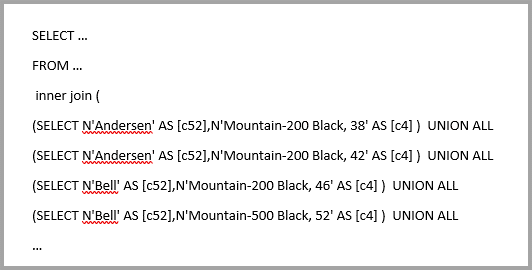 SELECT ...
FROM ...
inner join (
(SELECT N'Andersen' AS [c52],N'Mountain-200 Black, 38' AS [c4] ) UNION ALL
(SELECT N'Andersen' AS [c52],N'Mountain-200 Black, 42' AS [c4] ) UNION ALL
(SELECT N'Bell' AS [c52],N'Mountain-200 Black, 46' AS [c4] ) UNION ALL
(SELECT N'Bell' AS [c52],N'Mountain-500 Black, 52' AS [c4] ) UNION ALL
...